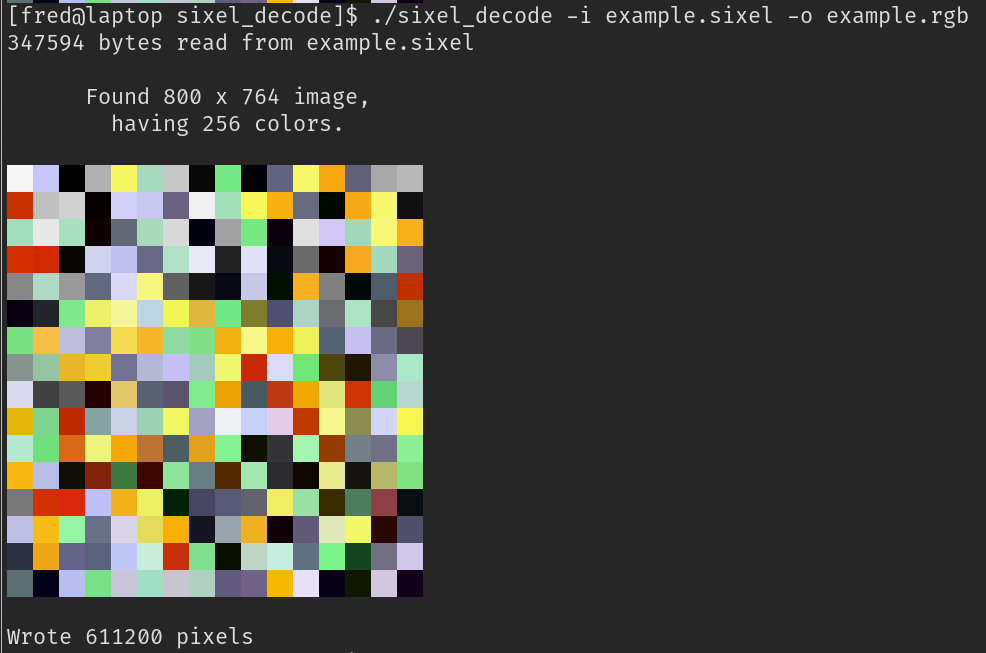 [fred@laptop sixel_decode]$ ./sixel_decode -i example.sixel -o example.rgb
347594 bytes read from example.sixel
Found 800 x 764 image,
having 256 colors.
Wrote 611200 pixels